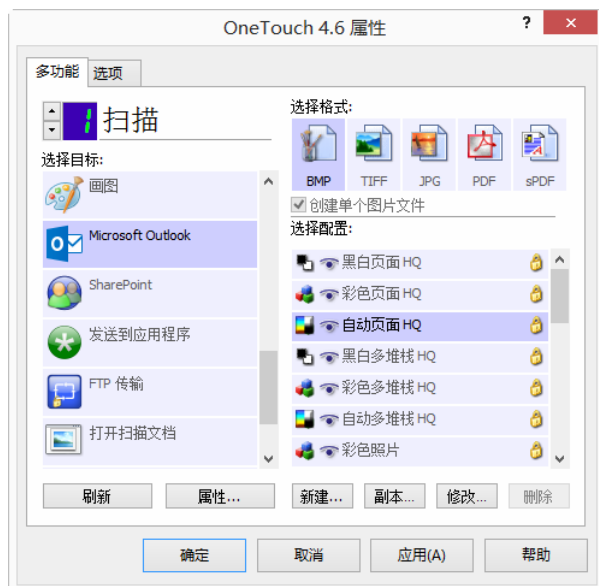 OneTouch 4.6 属性
? ×
多功能 选项
1 扫描
选择格式:
BMP TIFF JPG PDF sPDF
创建单个图片文件
选择目标:
画图
Microsoft Outlook
SharePoint
发送到应用程序
FTP 传输
打开扫描文档
选择配置:
黑白页面 HQ
彩色页面 HQ
自动页面 HQ
黑白多堆栈 HQ
彩色多堆栈 HQ
自动多堆栈 HQ
彩色照片
刷新 属性... 新建... 副本... 修改... 删除
确定 取消 应用(A) 帮助